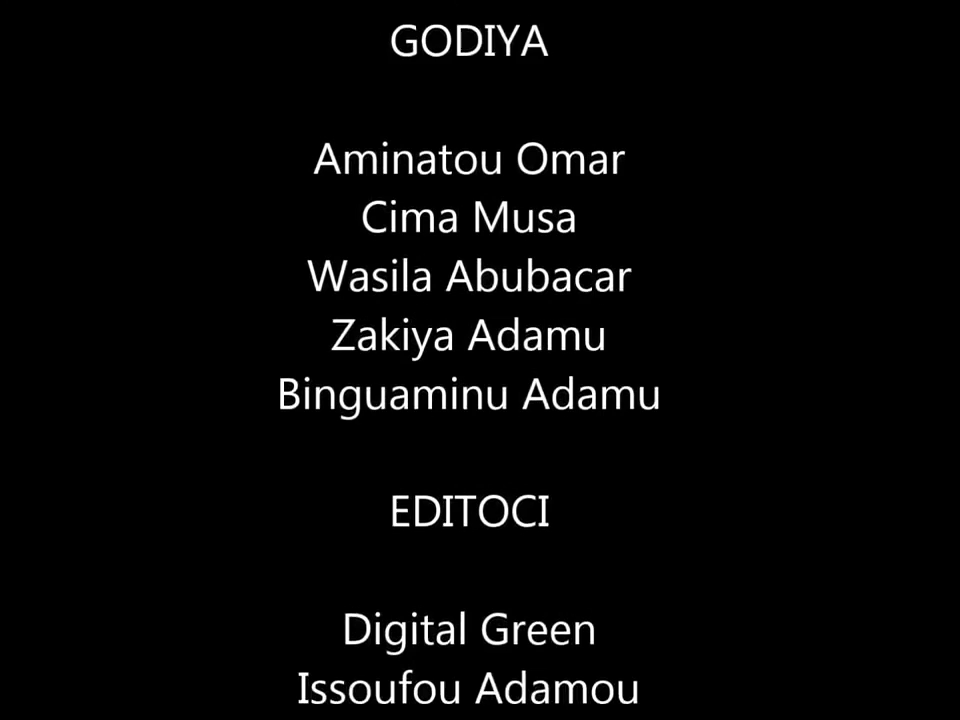 GODIYA
Aminatou Omar
Cima Musa
Wasila Abubacar
Zakiya Adamu
Binguaminu Adamu
EDITOCI
Digital Green
Issoufou Adamou